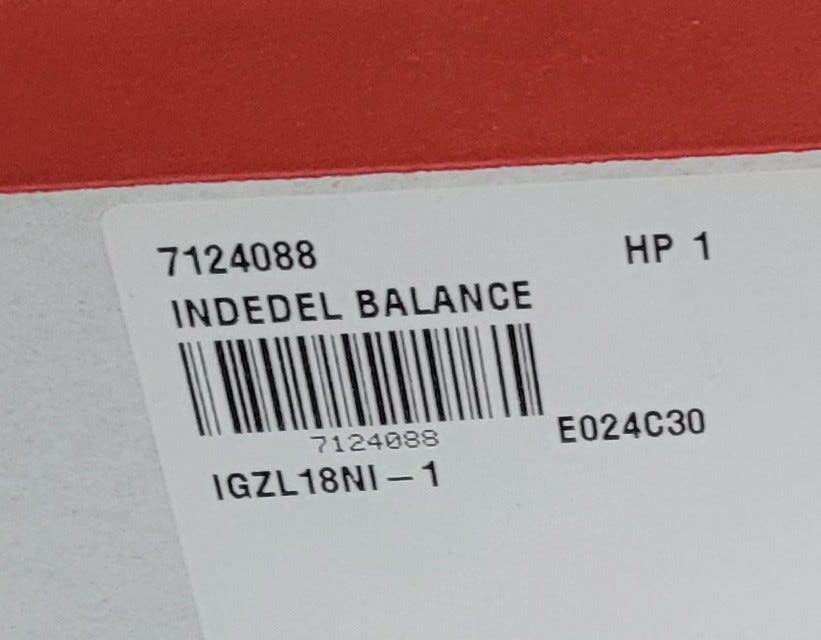 7124088 HP 1
INDEDEL BALANCE
7124088
E024C30
IGZL18NI-1